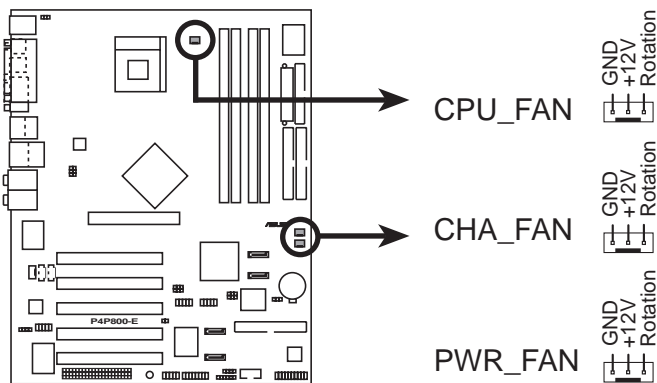 CPU_FAN
GND
+12V
Rotation
CHA_FAN
GND
+12V
Rotation
P4P800-E
PWR_FAN
GND
+12V
Rotation